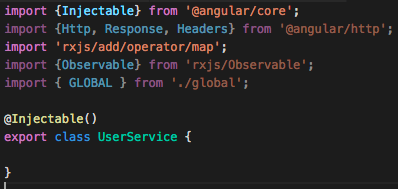 import {Injectable} from '@angular/core';
import {Http, Response, Headers} from '@angular/http';
import 'rxjs/add/operator/map';
import {Observable} from 'rxjs/Observable';
import { GLOBAL } from './global';
@Injectable()
export class UserService {
}